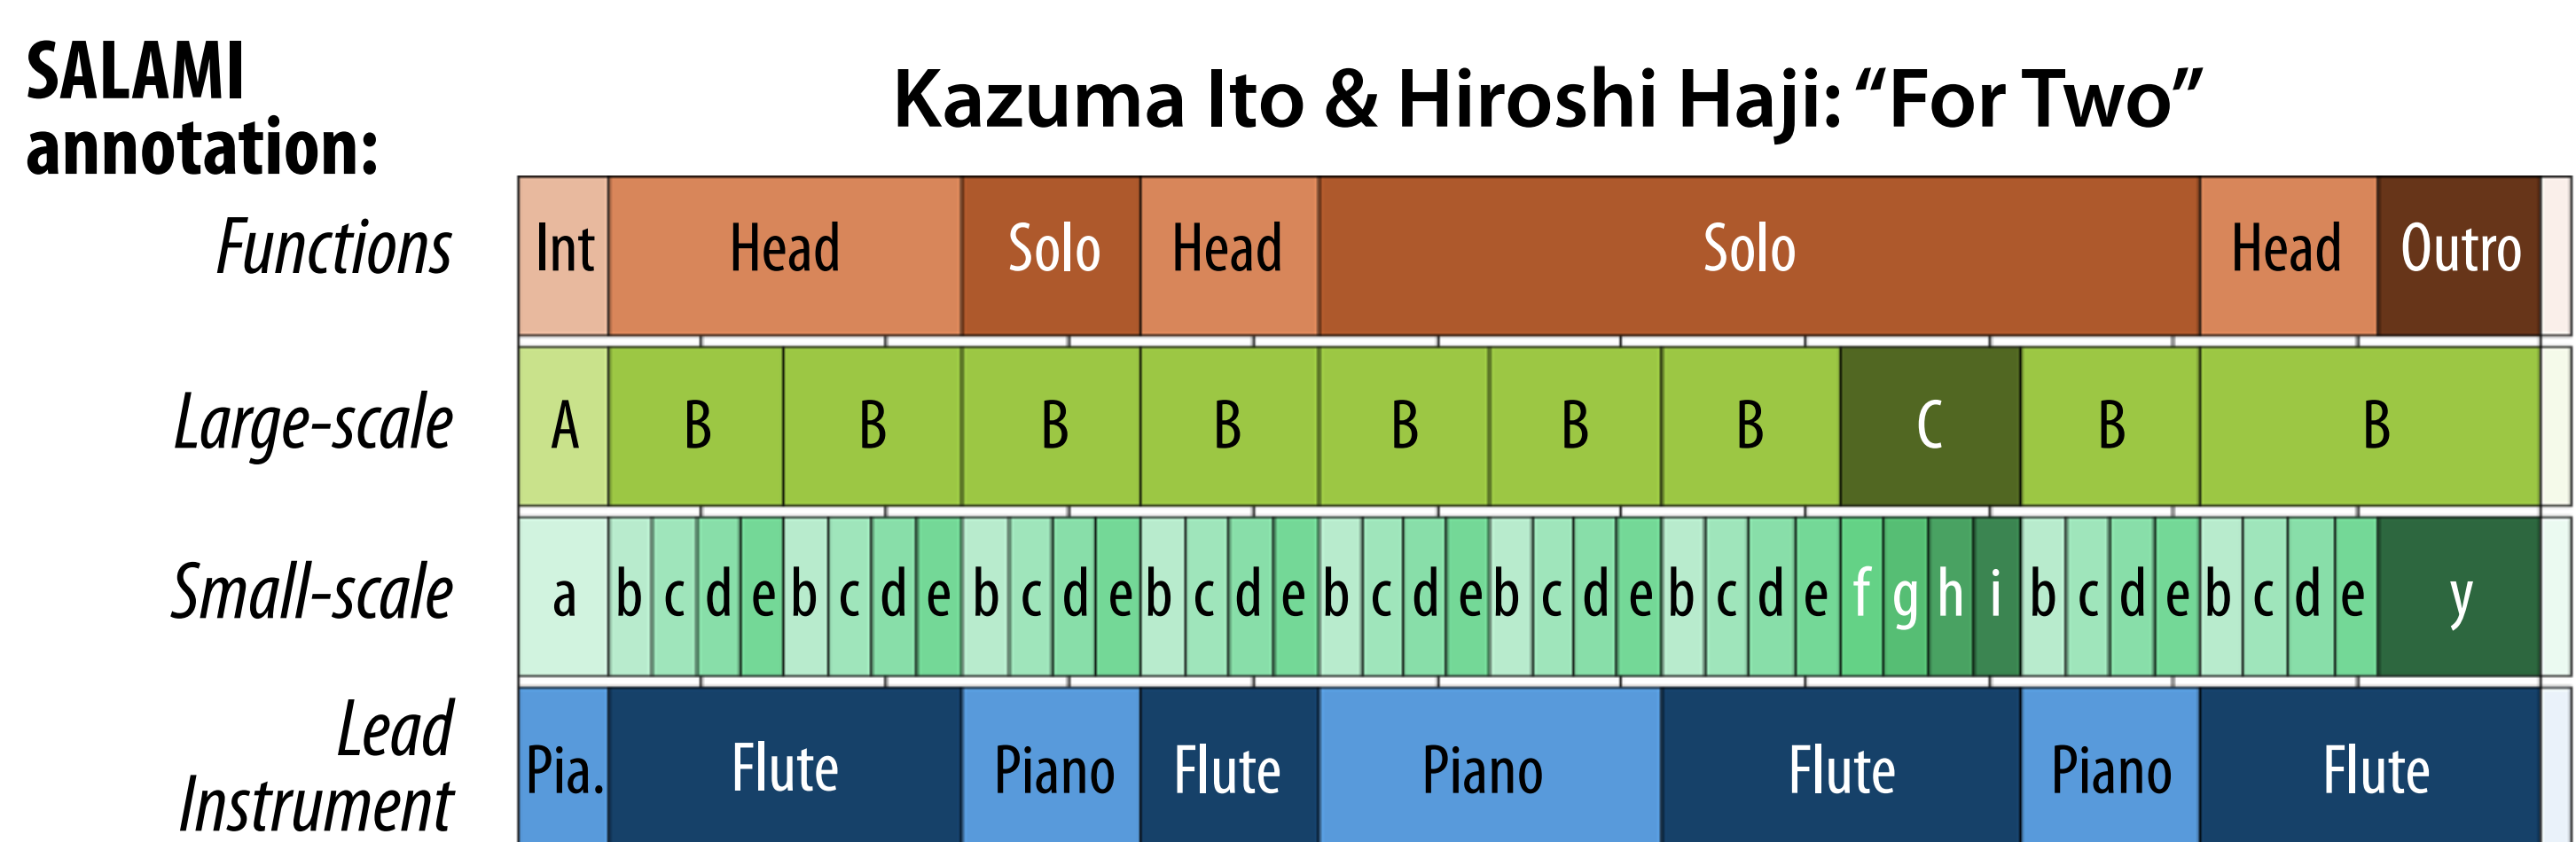 SALAMI
annotation:
Kazuma Ito & Hiroshi Haji: “For Two”
Functions Int Head Solo Head Solo Head Outro
Large-scale A B B B B B B B C B B
Small-scale a b c d e b c d e b c d e b c d e b c d e b c d e b c d e f g h i b c d e b c d e y
Lead
Instrument Pia. Flute Piano Flute Piano Flute Piano Flute